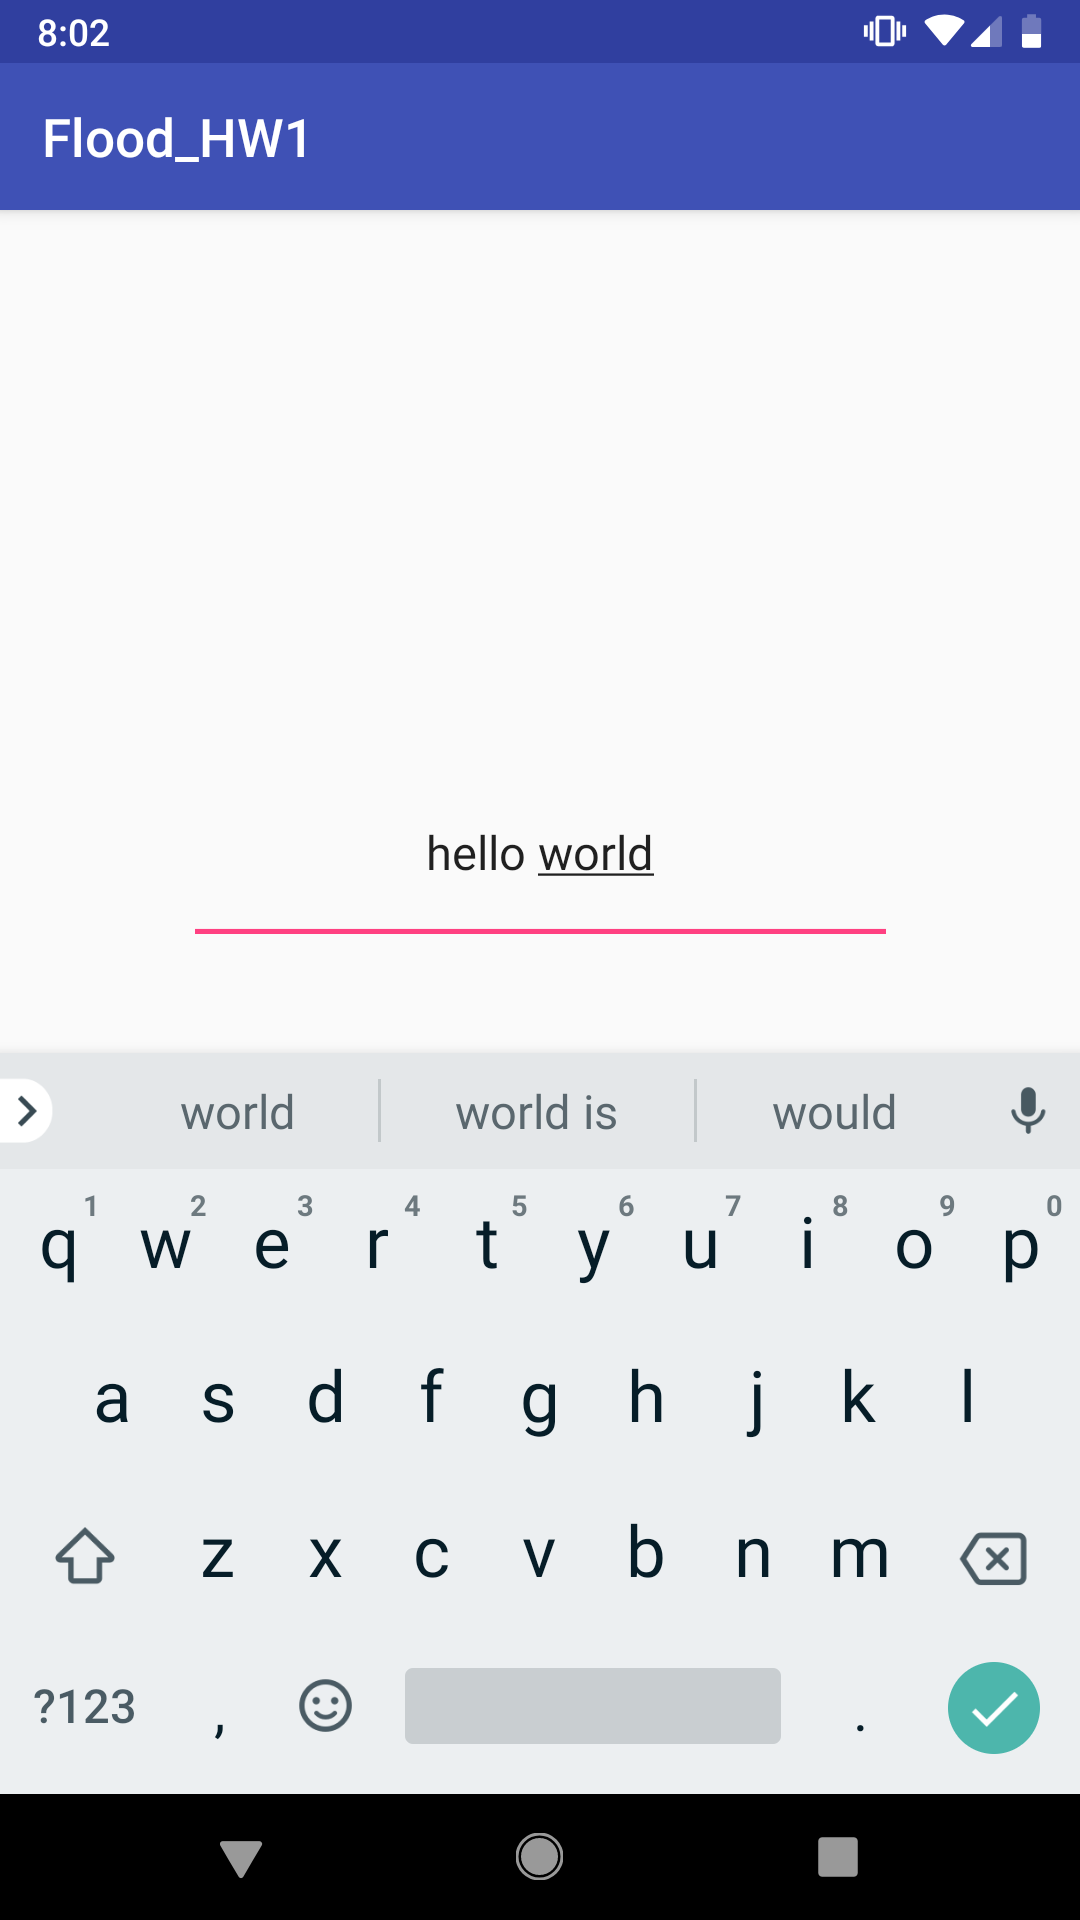 8:02
Flood_HW1
hello world
world world is would
1 2 3 4 5 6 7 8 9 0
q w e r t y u i o p
a s d f g h j k l
z x c v b n m
?123 , .